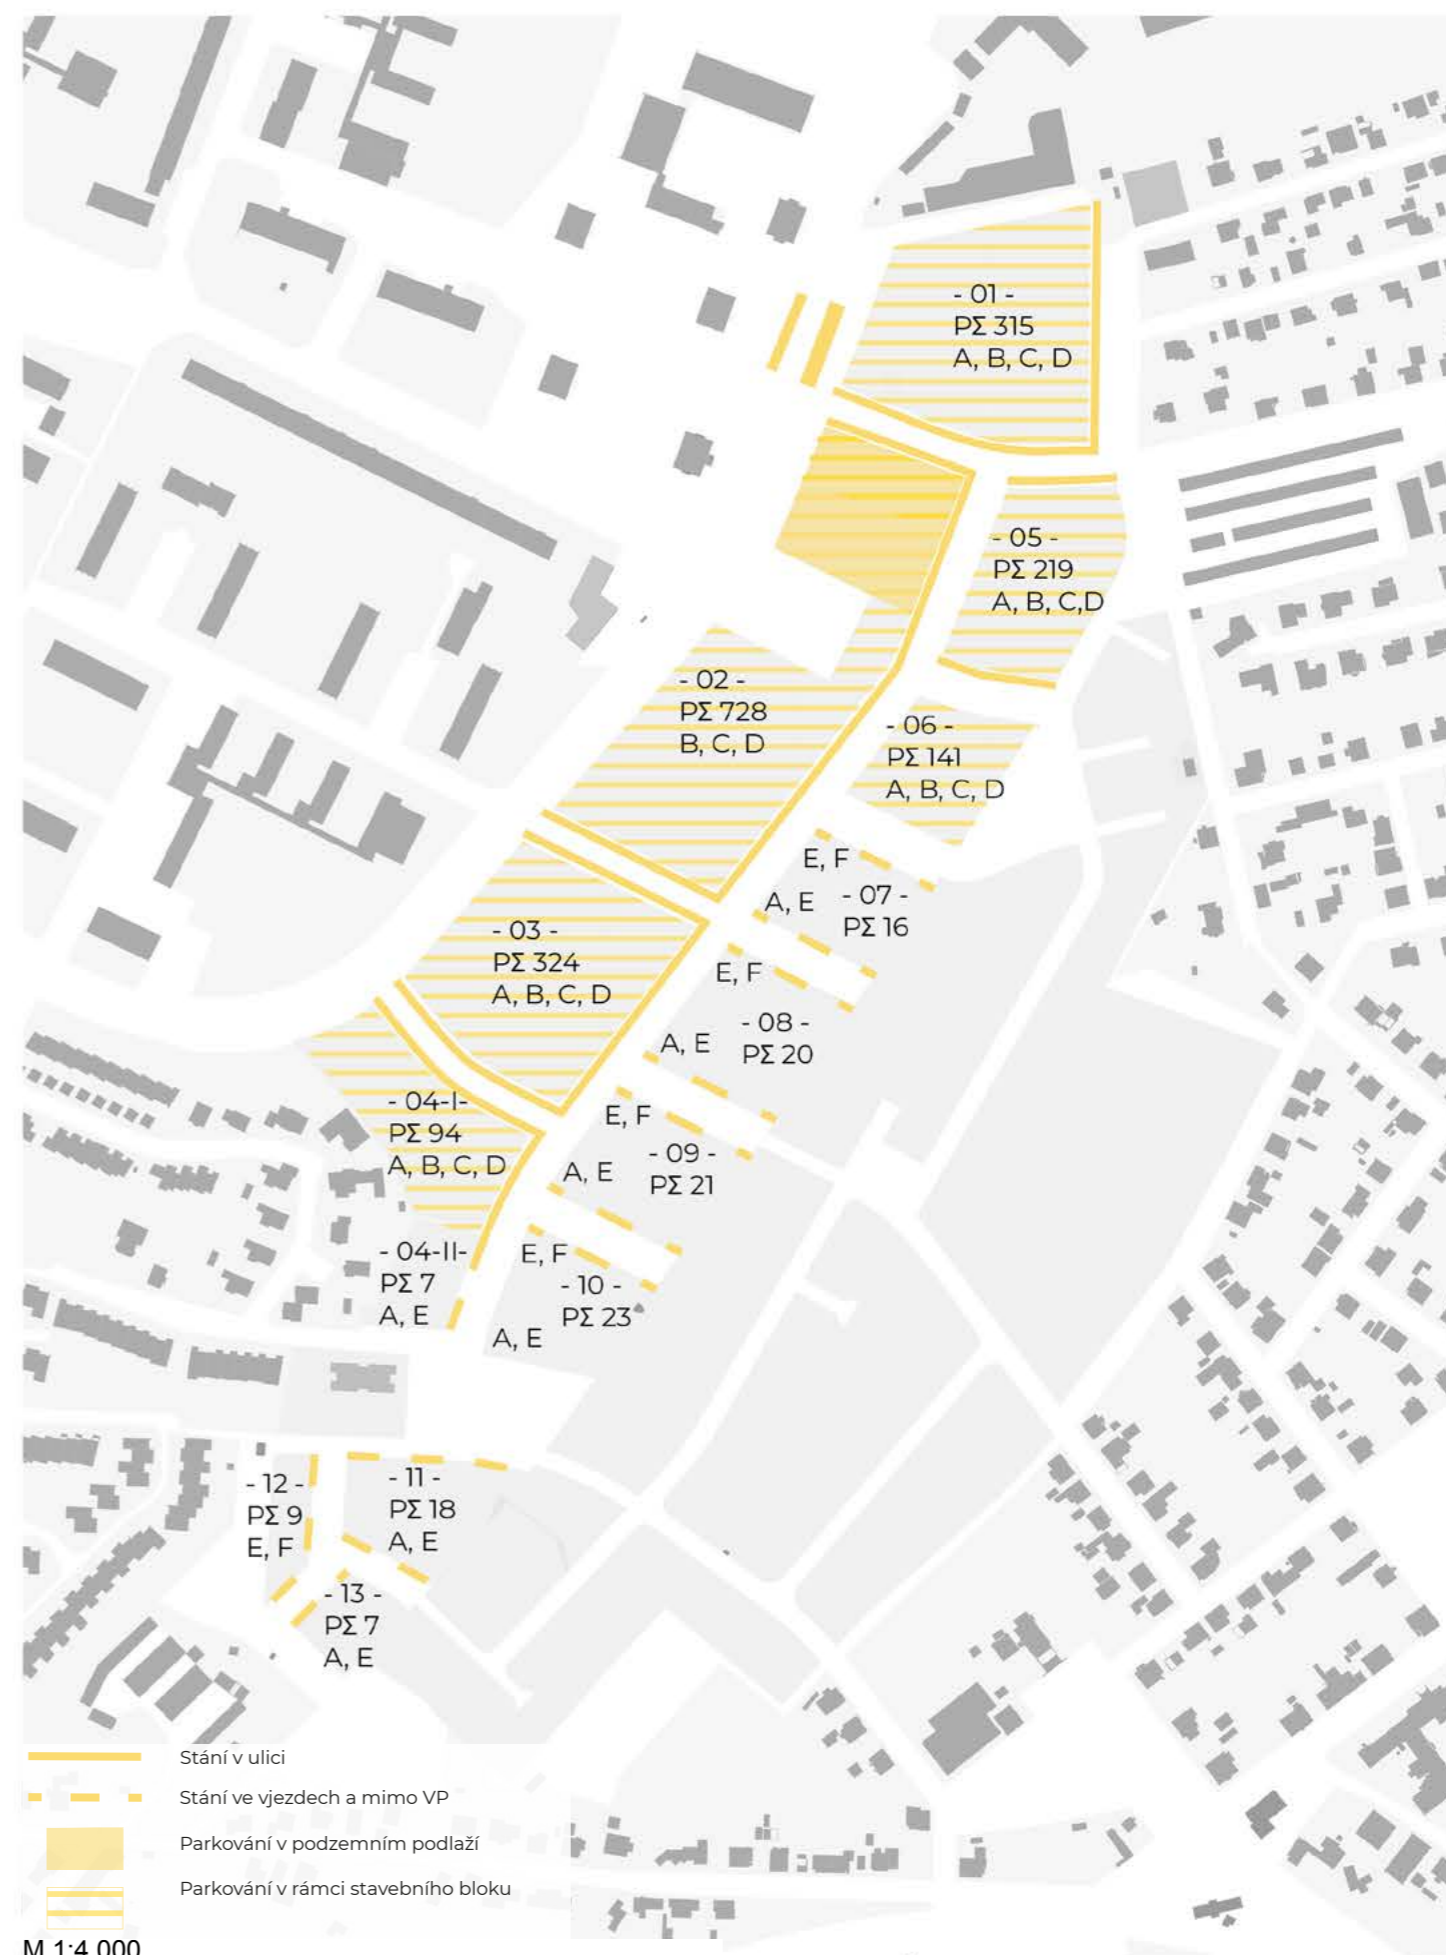 - 01 -
PΣ 315
A, B, C, D
- 05 -
PΣ 219
A, B, C,D
- 02 -
PΣ 728
B, C, D
- 06 -
PΣ 141
A, B, C, D
E, F
A, E
- 07 -
PΣ 16
- 03 -
PΣ 324
A, B, C, D
E, F
A, E
- 08 -
PΣ 20
- 04-I-
PΣ 94
A, B, C, D
E, F
A, E
- 09 -
PΣ 21
- 04-II-
PΣ 7
A, E
E, F
- 10 -
PΣ 23
A, E
- 12 -
PΣ 9
E, F
- 11 -
PΣ 18
A, E
- 13 -
PΣ 7
A, E
Stání v ulici
Stání ve vjezdech a mimo VP
Parkování v podzemním podlaží
Parkování v rámci stavebního bloku
M 1:4 000